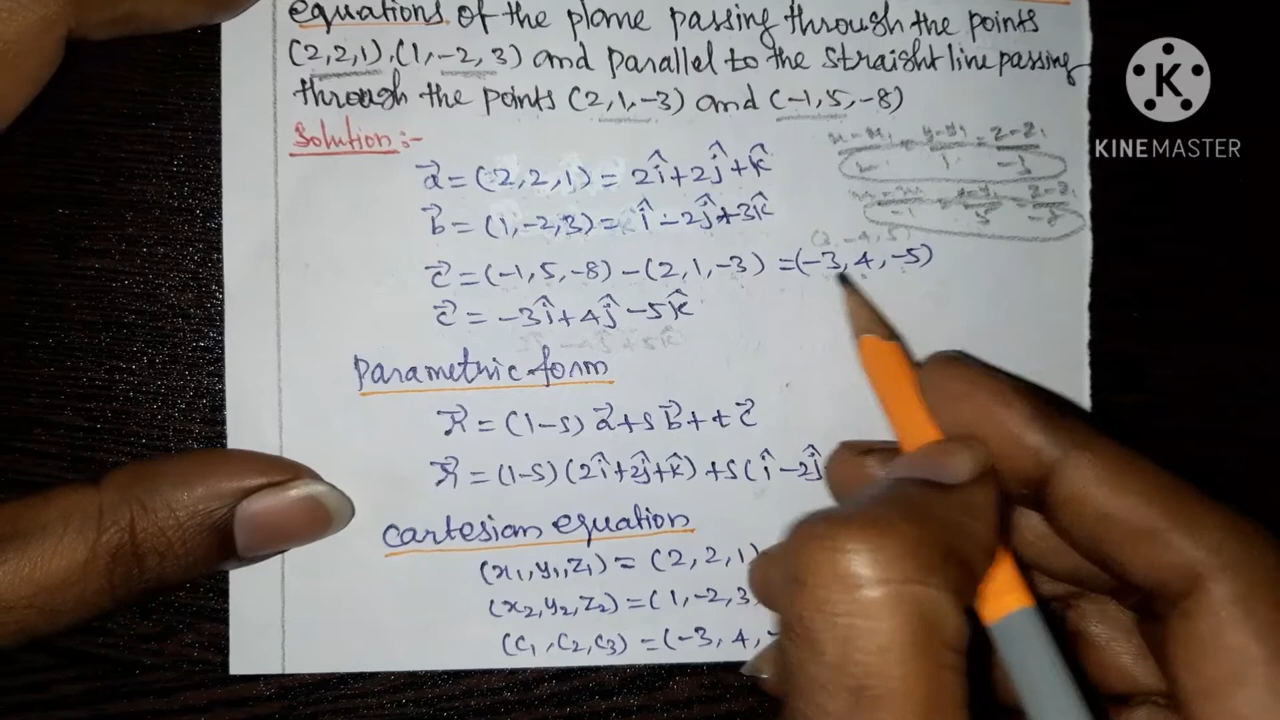 equations of the plane passing through the points
(2,2,1), (1,-2,3) and parallel to the straight line passing
through the points (2,1,-3) and (-1,5,-8)
Solution:-
a⃗ = (2,2,1) = 2î+2ĵ+k̂
b⃗ = (1,-2,3) = î-2ĵ+3k̂
c⃗ = (-1,5,-8) - (2,1,-3) = (-3,4,-5)
c⃗ = -3î+4ĵ-5k̂
Parametric form
r⃗ = (1-s) a⃗+s b⃗+t c⃗
r⃗ = (1-s) (2î+2ĵ+k̂) +s(î-2ĵ
Cartesian equation
(x₁,y₁,z₁) = (2,2,1)
(x₂,y₂,z₂) = (1,-2,3
(c₁,c₂,c₃) = (-3,4,-
K
KINEMASTER